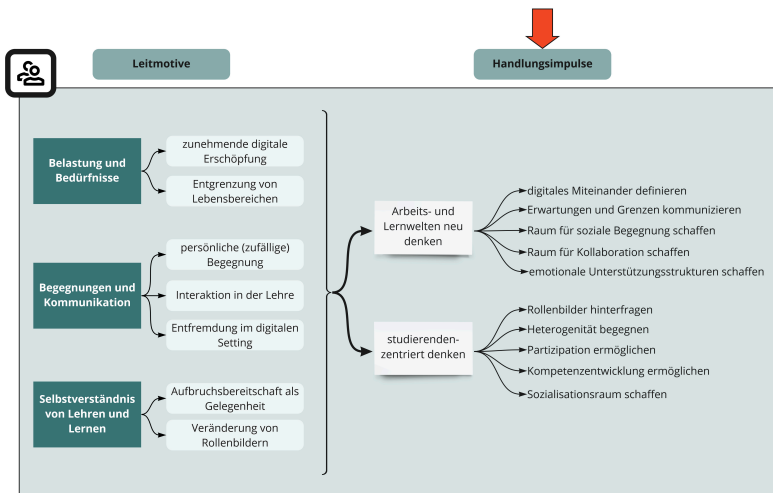 Leitmotive
Handlungsimpulse
Belastung und
Bedürfnisse
zunehmende digitale
Erschöpfung
Entgrenzung von
Lebensbereichen
Begegnungen und
Kommunikation
persönliche (zufällige)
Begegnung
Interaktion in der Lehre
Entfremdung im digitalen
Setting
Selbstverständnis
von Lehren und
Lernen
Aufbruchsbereitschaft als
Gelegenheit
Veränderung von
Rollenbildern
Arbeits- und
Lernwelten neu
denken
digitales Miteinander definieren
Erwartungen und Grenzen kommunizieren
Raum für soziale Begegnung schaffen
Raum für Kollaboration schaffen
emotionale Unterstützungsstrukturen schaffen
studierenden-
zentriert denken
Rollenbilder hinterfragen
Heterogenität begegnen
Partizipation ermöglichen
Kompetenzentwicklung ermöglichen
Sozialisationsraum schaffen